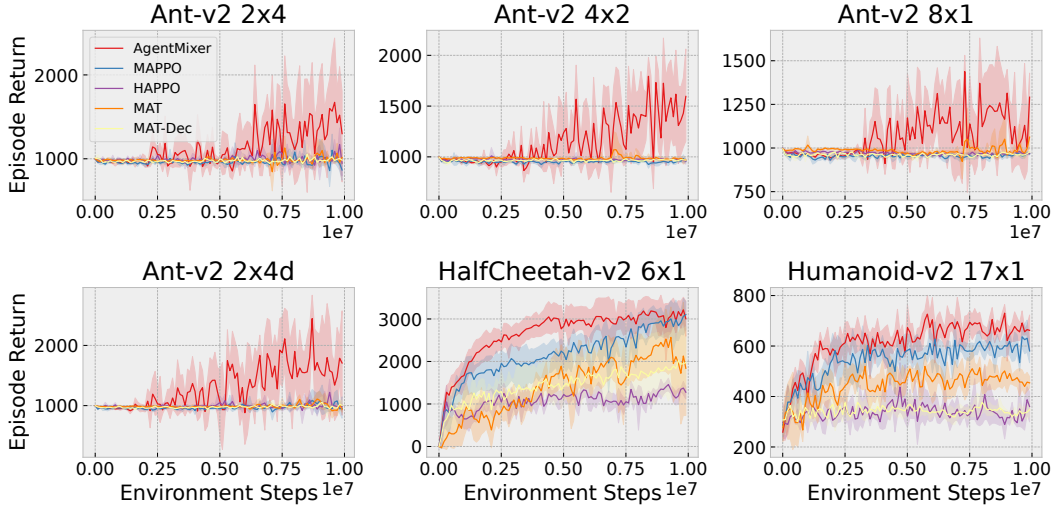 Ant-v2 2x4
Episode Return
2000
1000
AgentMixer
MAPPO
HAPPO
MAT
MAT-Dec
0.00 0.25 0.50 0.75 1.00
1e7
Ant-v2 4x2
2000
1500
1000
0.00 0.25 0.50 0.75 1.00
1e7
Ant-v2 8x1
1500
1250
1000
750
0.00 0.25 0.50 0.75 1.00
1e7
Ant-v2 2x4d
Episode Return
2000
1000
0.00 0.25 0.50 0.75 1.00
Environment Steps 1e7
HalfCheetah-v2 6x1
3000
2000
1000
0
0.00 0.25 0.50 0.75 1.00
Environment Steps 1e7
Humanoid-v2 17x1
800
600
400
200
0.00 0.25 0.50 0.75 1.00
Environment Steps 1e7